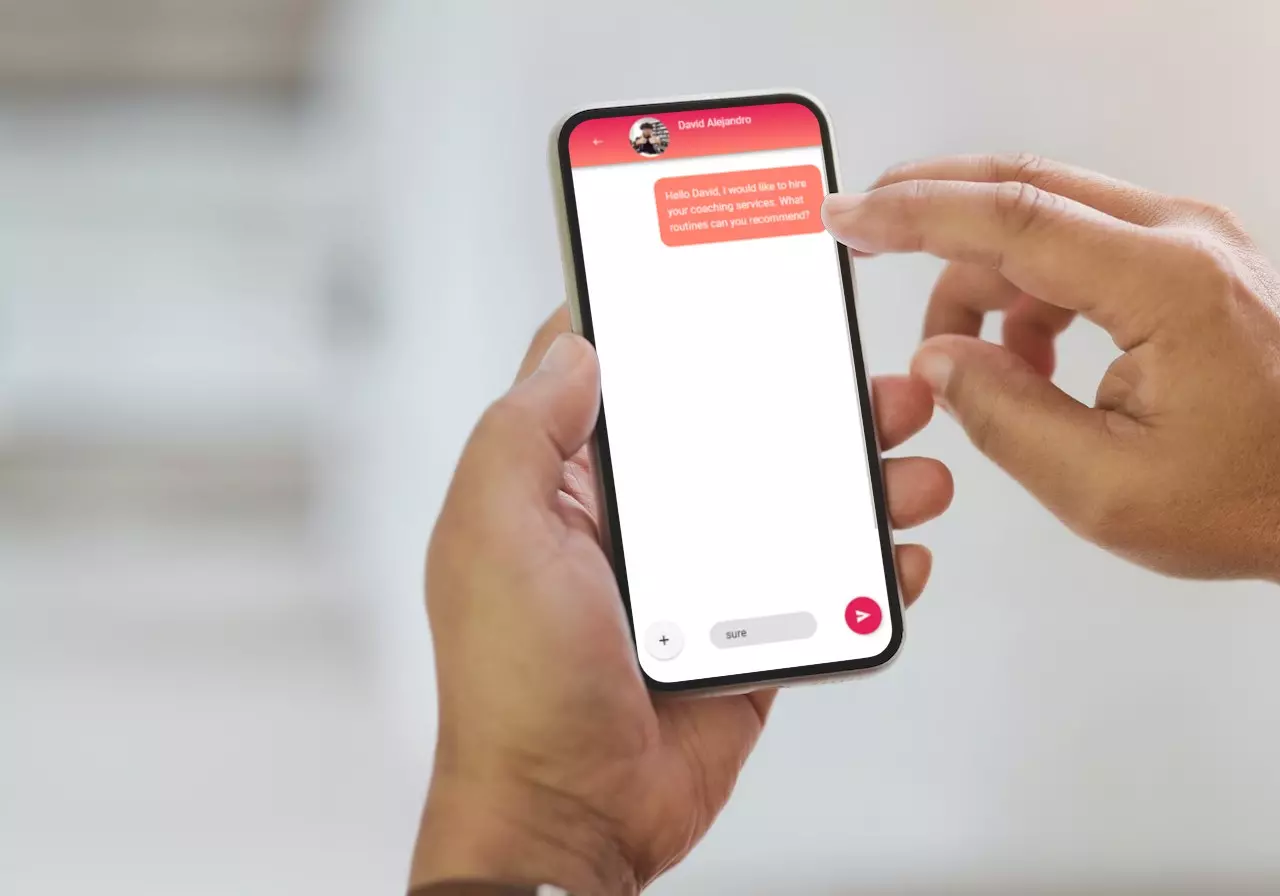 David Alejandro
Hello David, I would like to hire
your coaching services. What
routines can you recommend?
sure